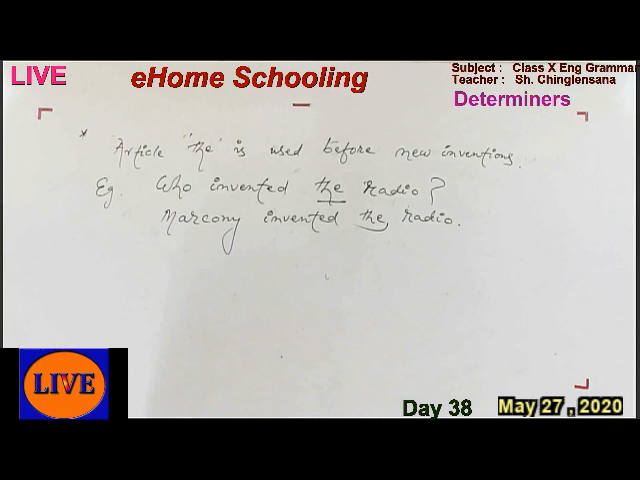 LIVE
eHome Schooling
Subject : Class X Eng Grammar
Teacher : Sh. Chinglensana
Determiners
* Article "the" is used before new inventions.
Eg. Who invented the radio?
Marcony invented the radio.
LIVE
Day 38
May 27, 2020